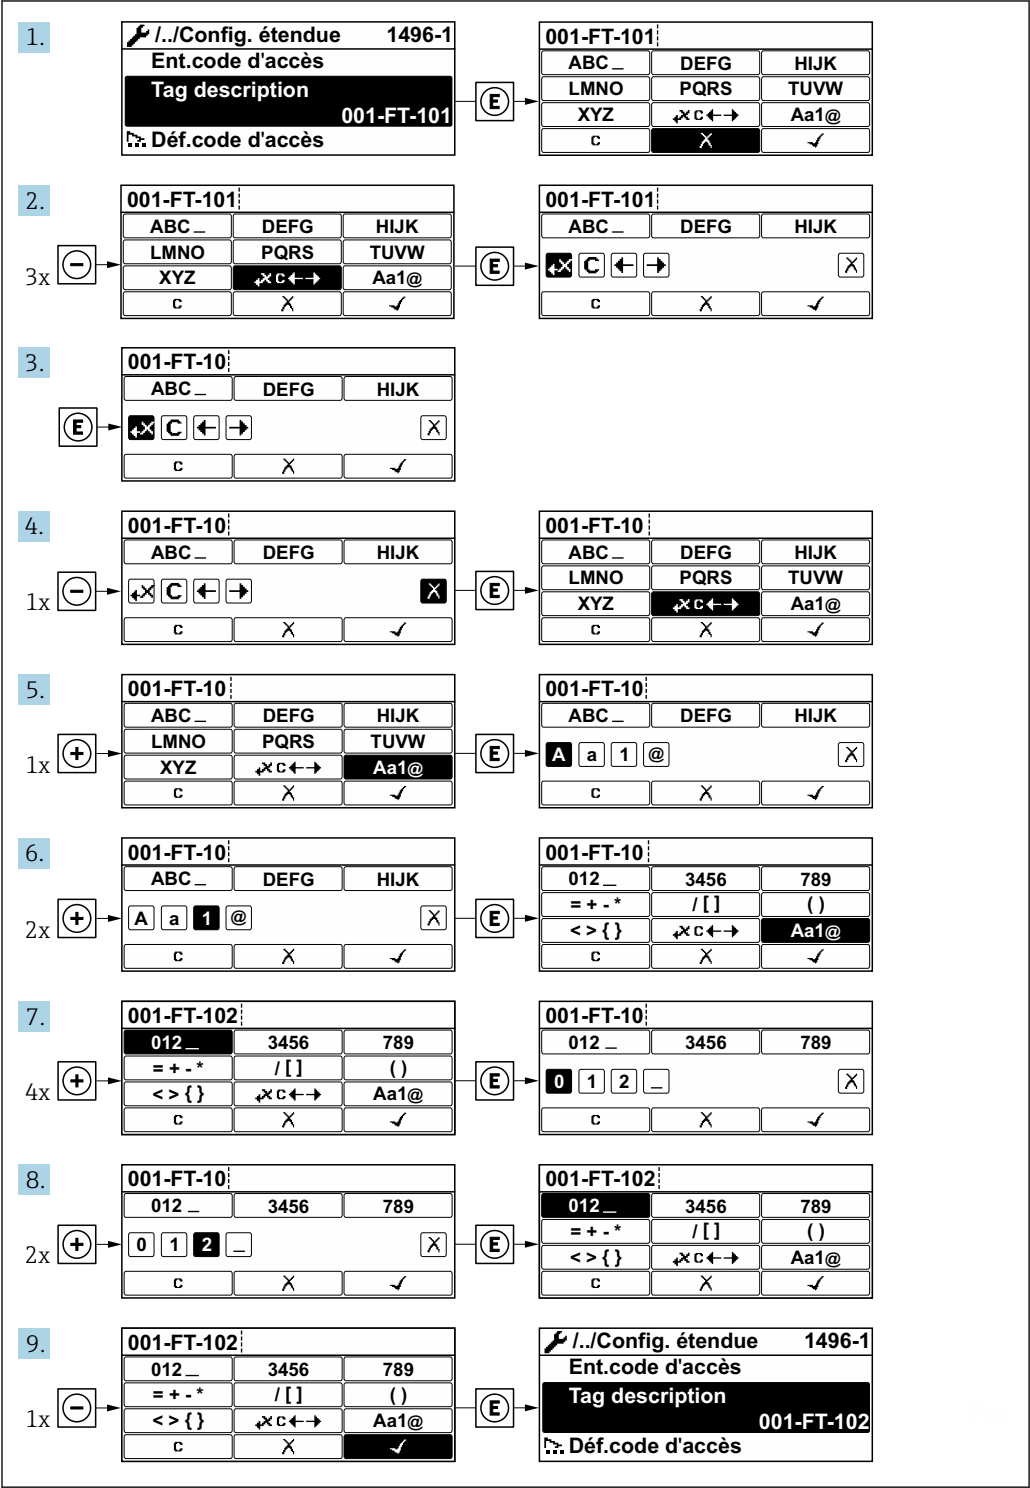 1.
/../Config. étendue 1496-1
Ent.code d'accès
Tag description
001-FT-101
Déf.code d'accès
E
001-FT-101
ABC_ DEFG HIJK
LMNO PQRS TUVW
XYZ C←→ Aa1@
C X ✓
2.
3x −
001-FT-101
ABC_ DEFG HIJK
LMNO PQRS TUVW
XYZ C←→ Aa1@
C X ✓
E
001-FT-101
ABC_ DEFG HIJK
C ← → X
C X ✓
3.
E
001-FT-10
ABC_ DEFG HIJK
C ← → X
C X ✓
4.
1x −
001-FT-10
ABC_ DEFG HIJK
C ← → X
C X ✓
E
001-FT-10
ABC_ DEFG HIJK
LMNO PQRS TUVW
XYZ C←→ Aa1@
C X ✓
5.
1x +
001-FT-10
ABC_ DEFG HIJK
LMNO PQRS TUVW
XYZ C←→ Aa1@
C X ✓
E
001-FT-10
ABC_ DEFG HIJK
A a 1 @ X
C X ✓
6.
2x +
001-FT-10
ABC_ DEFG HIJK
A a 1 @ X
C X ✓
E
001-FT-10
012_ 3456 789
= + - * / [ ] ( )
< > { } C←→ Aa1@
C X ✓
7.
4x +
001-FT-102
012_ 3456 789
= + - * / [ ] ( )
< > { } C←→ Aa1@
C X ✓
E
001-FT-10
012_ 3456 789
0 1 2 _ X
C X ✓
8.
2x +
001-FT-10
012_ 3456 789
0 1 2 _ X
C X ✓
E
001-FT-102
012_ 3456 789
= + - * / [ ] ( )
< > { } C←→ Aa1@
C X ✓
9.
1x −
001-FT-102
012_ 3456 789
= + - * / [ ] ( )
< > { } C←→ Aa1@
C X ✓
E
/../Config. étendue 1496-1
Ent.code d'accès
Tag description
001-FT-102
Déf.code d'accès